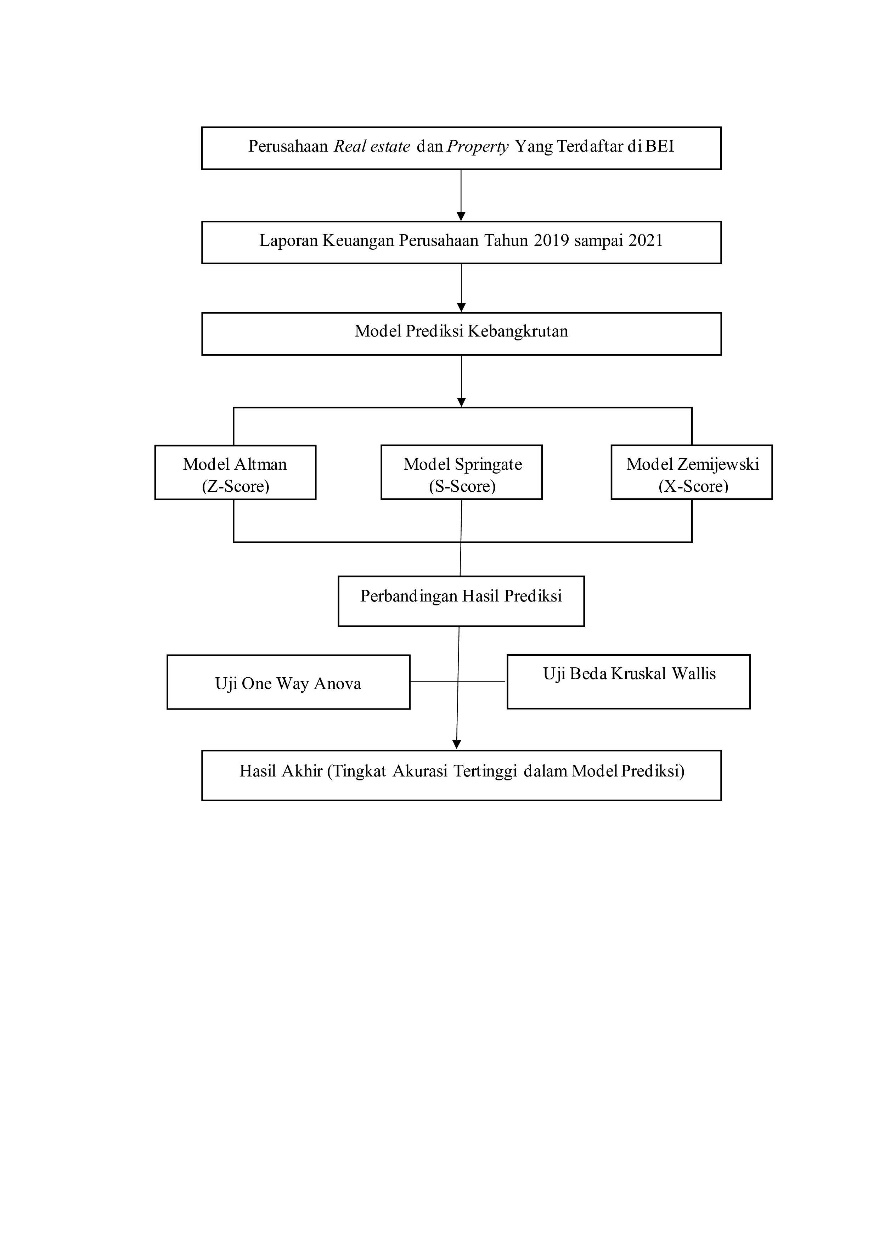 Perusahaan Real estate dan Property Yang Terdaftar di BEI
Laporan Keuangan Perusahaan Tahun 2019 sampai 2021
Model Prediksi Kebangkrutan
Model Altman
(Z-Score)
Model Springate
(S-Score)
Model Zemijewski
(X-Score)
Perbandingan Hasil Prediksi
Uji One Way Anova
Uji Beda Kruskal Wallis
Hasil Akhir (Tingkat Akurasi Tertinggi dalam Model Prediksi)